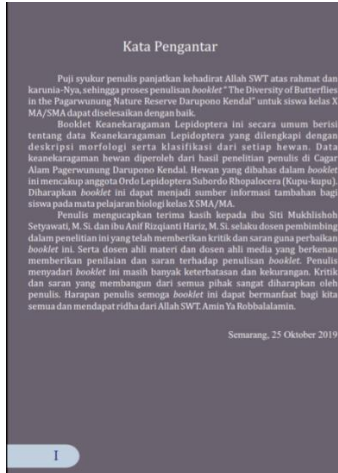 Kata Pengantar
Puji syukur penulis panjatkan kehadirat Allah SWT atas rahmat dan
karunia-Nya, sehingga proses penulisan booklet " The Diversity of Butterflies
in the Pagarwunung Nature Reserve Darupono Kendal" untuk siswa kelas X
MA/SMA dapat diselesaikan dengan baik.
Booklet Keanekaragaman Lepidoptera ini secara umum berisi
tentang data Keanekaragaman Lepidoptera yang dilengkapi dengan
deskripsi morfologi serta klasifikasi dari setiap hewan. Data
keanekaragaman hewan diperoleh dari hasil penelitian penulis di Cagar
Alam Pagerwunung Darupono Kendal. Hewan yang dibahas dalam booklet
ini mencakup anggota Ordo Lepidoptera Subordo Rhopalocera (Kupu-kupu).
Diharapkan booklet ini dapat menjadi sumber informasi tambahan bagi
siswa pada mata pelajaran biologi kelas X SMA/MA.
Penulis mengucapkan terima kasih kepada ibu Siti Mukhlishoh
Setyawati, M. Si. dan ibu Anif Rizqianti Hariz, M. Si. selaku dosen pembimbing
dalam penelitian ini yang telah memberikan kritik dan saran guna perbaikan
booklet ini. Serta dosen ahli materi dan dosen ahli media yang berkenan
memberikan penilaian dan saran terhadap penulisan booklet. Penulis
menyadari booklet ini masih banyak keterbatasan dan kekurangan. Kritik
dan saran yang membangun dari semua pihak sangat diharapkan oleh
penulis. Harapan penulis semoga booklet ini dapat bermanfaat bagi kita
semua dan mendapat ridha dari Allah SWT. Amin Ya Robbalalamin.
Semarang, 25 Oktober 2019
I